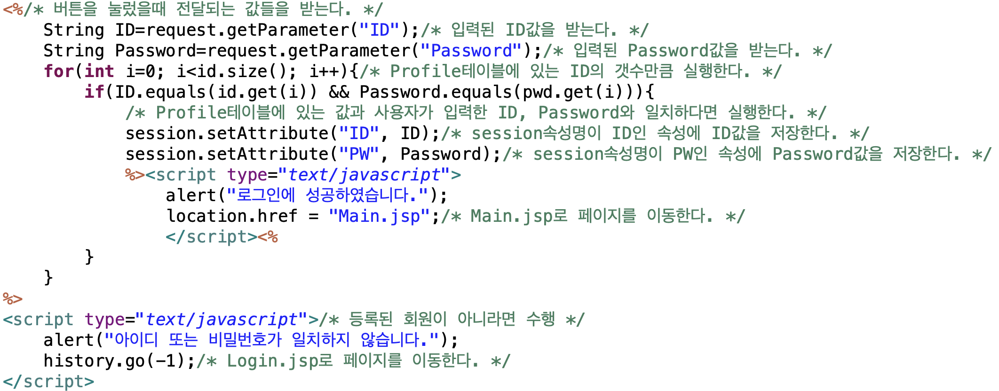 <%/* 버튼을 눌렀을때 전달되는 값들을 받는다. */
String ID=request.getParameter("ID");/* 입력된 ID값을 받는다. */
String Password=request.getParameter("Password");/* 입력된 Password값을 받는다. */
for(int i=0; i<id.size(); i++){/* Profile테이블에 있는 ID의 갯수만큼 실행한다. */
if(ID.equals(id.get(i)) && Password.equals(pwd.get(i))){
/* Profile테이블에 있는 값과 사용자가 입력한 ID, Password와 일치하다면 실행한다. */
session.setAttribute("ID", ID);/* session속성명이 ID인 속성에 ID값을 저장한다. */
session.setAttribute("PW", Password);/* session속성명이 PW인 속성에 Password값을 저장한다. */
%><script type="text/javascript">
alert("로그인에 성공하였습니다.");
location.href = "Main.jsp";/* Main.jsp로 페이지를 이동한다. */
</script><%
}
}
%>
<script type="text/javascript">/* 등록된 회원이 아니라면 수행 */
alert("아이디 또는 비밀번호가 일치하지 않습니다.");
history.go(-1);/* Login.jsp로 페이지를 이동한다. */
</script>